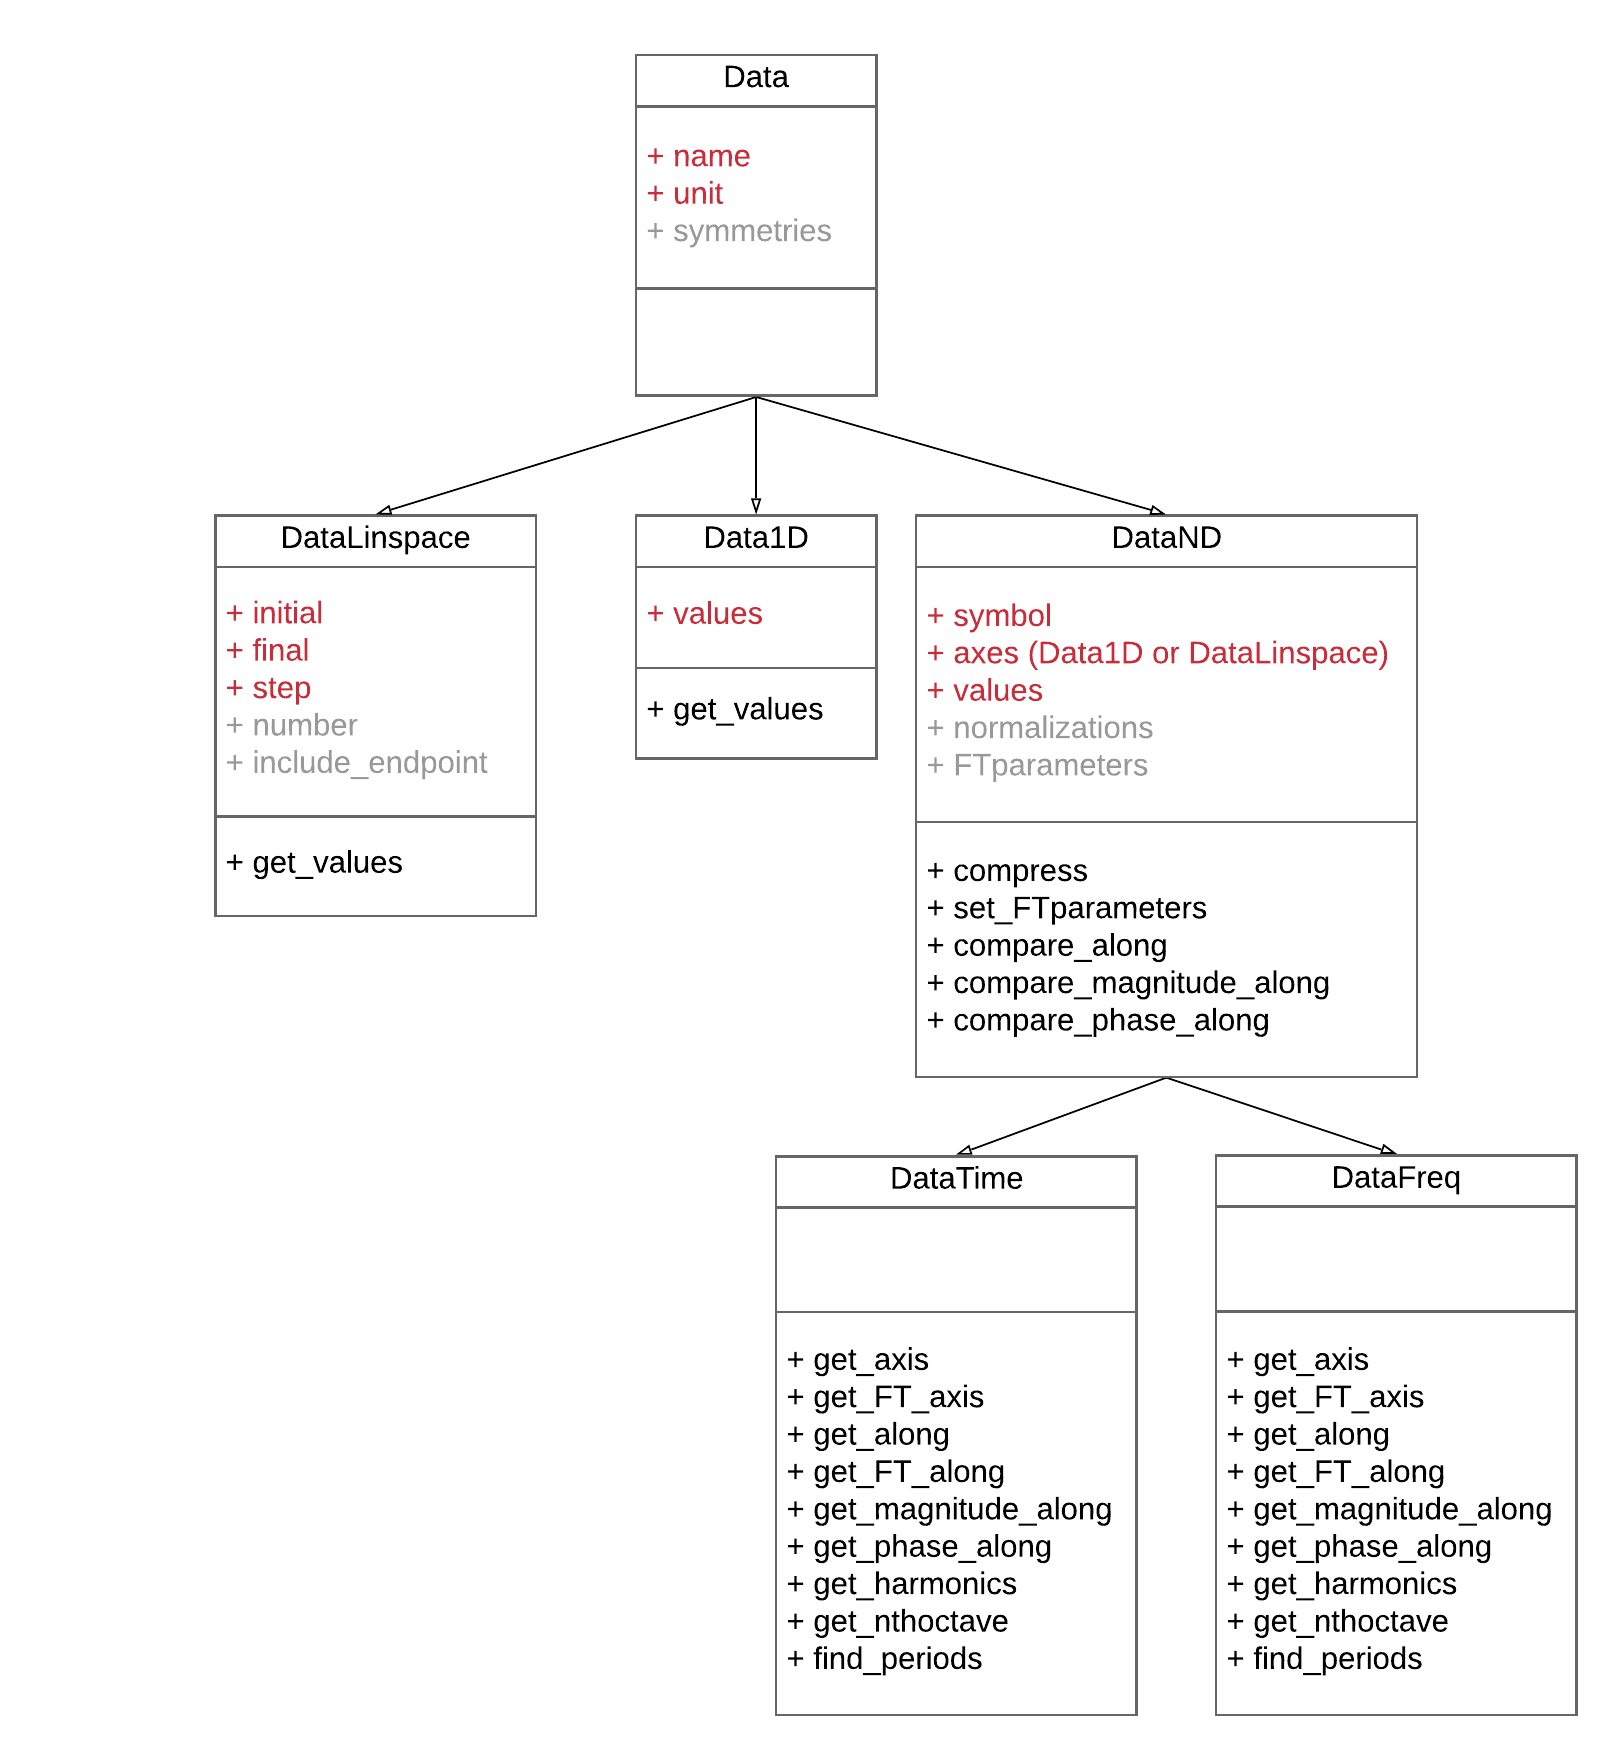 Data
+ name
+ unit
+ symmetries
DataLinspace
+ initial
+ final
+ step
+ number
+ include_endpoint
+ get_values
Data1D
+ values
+ get_values
DataND
+ symbol
+ axes (Data1D or DataLinspace)
+ values
+ normalizations
+ FTparameters
+ compress
+ set_FTparameters
+ compare_along
+ compare_magnitude_along
+ compare_phase_along
DataTime
+ get_axis
+ get_FT_axis
+ get_along
+ get_FT_along
+ get_magnitude_along
+ get_phase_along
+ get_harmonics
+ get_nthoctave
+ find_periods
DataFreq
+ get_axis
+ get_FT_axis
+ get_along
+ get_FT_along
+ get_magnitude_along
+ get_phase_along
+ get_harmonics
+ get_nthoctave
+ find_periods